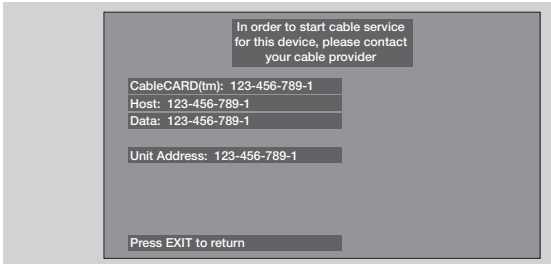 In order to start cable service
for this device, please contact
your cable provider
CableCARD(tm): 123-456-789-1
Host: 123-456-789-1
Data: 123-456-789-1
Unit Address: 123-456-789-1
Press EXIT to return